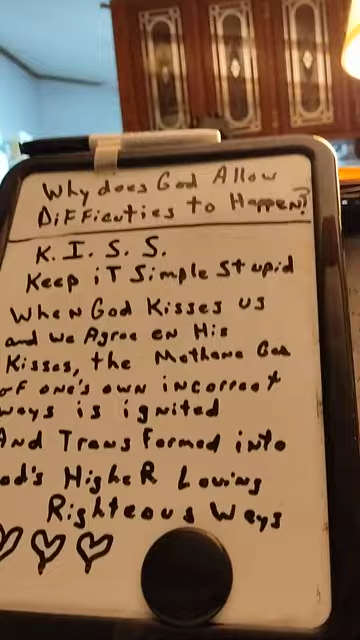 Why does God Allow
Difficuties to Happen?
K.I.S.S.
Keep iT Simple Stupid
When God Kisses us
and we Agree en His
Kisses, the Methane Gas
of one's own incorrect
ways is ignited
And Transformed into
od's HigheR Loving
Righteous Ways